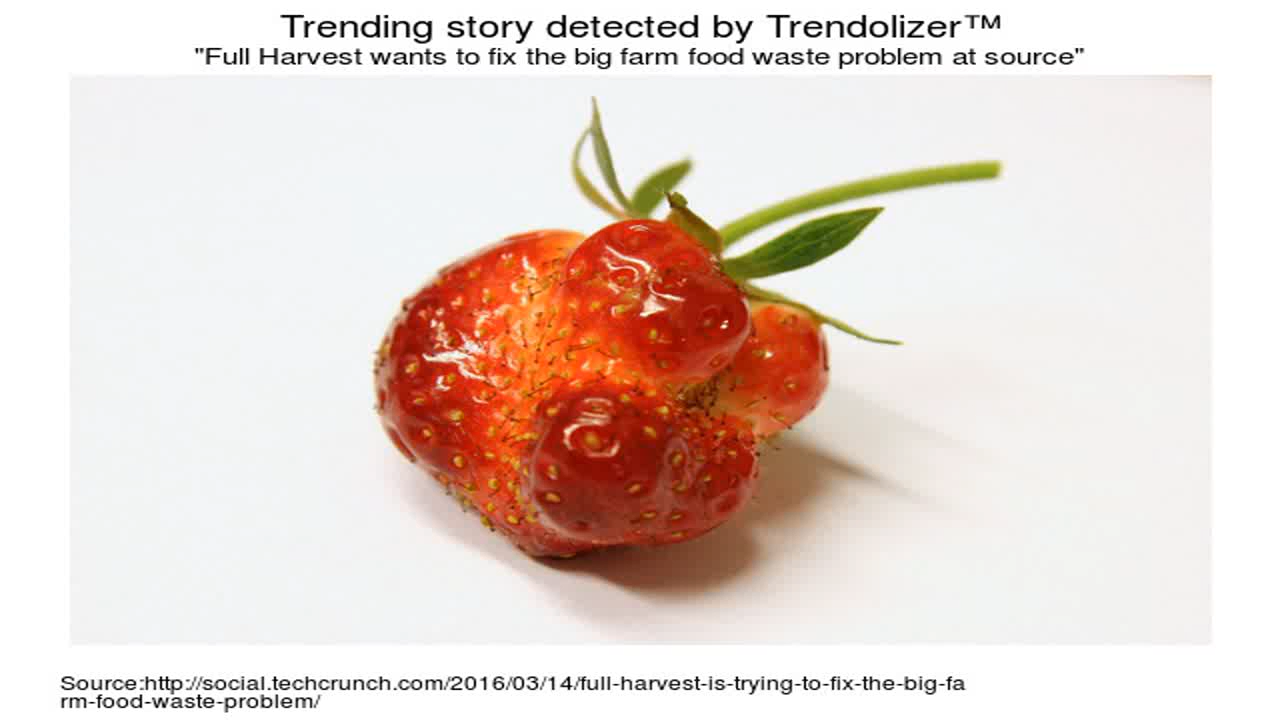 Trending story detected by Trendolizer™
"Full Harvest wants to fix the big farm food waste problem at source"
Source:http://social.techcrunch.com/2016/03/14/full-harvest-is-trying-to-fix-the-big-fa
rm-food-waste-problem/